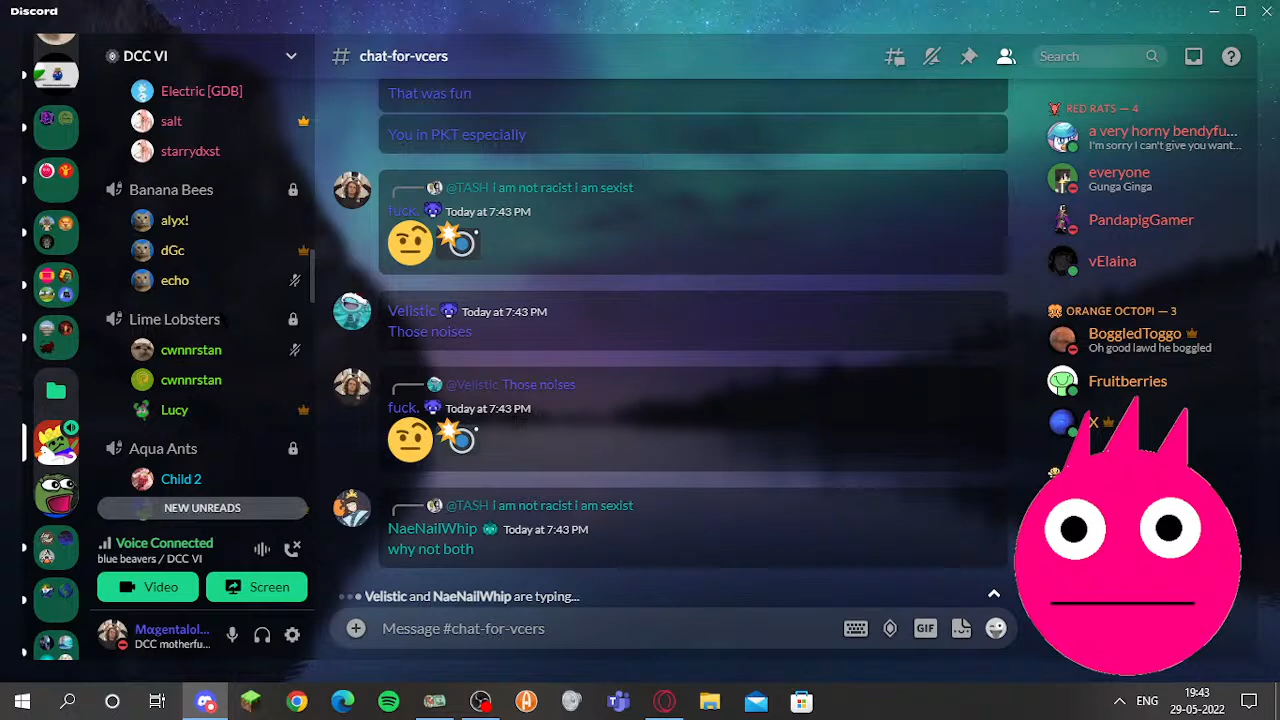 Discord
DCC VI
Electric [GDB]
salt
starrydxst
Banana Bees
alyx!
dGc
echo
Lime Lobsters
cwnnrstan
cwnnrstan
Lucy
Aqua Ants
Child 2
NEW UNREADS
Voice Connected
blue beavers / DCC VI
Video
Screen
Mαgentalol...
DCC motherfu...
chat-for-vcers
Search
That was fun
You in PKT especially
@TASH i am not racist i am sexist
fuck. Today at 7:43 PM
Velistic Today at 7:43 PM
Those noises
@Velistic Those noises
fuck. Today at 7:43 PM
@TASH i am not racist i am sexist
NaeNailWhip Today at 7:43 PM
why not both
Velistic and NaeNailWhip are typing...
Message #chat-for-vcers
GIF
RED RATS — 4
a very horny bendyfu...
I'm sorry I can't give you want...
everyone
Gunga Ginga
PandapigGamer
vElaina
ORANGE OCTOPI — 3
BoggledToggo
Oh good lawd he boggled
Fruitberries
X
ENG
19:43
29-05-2022